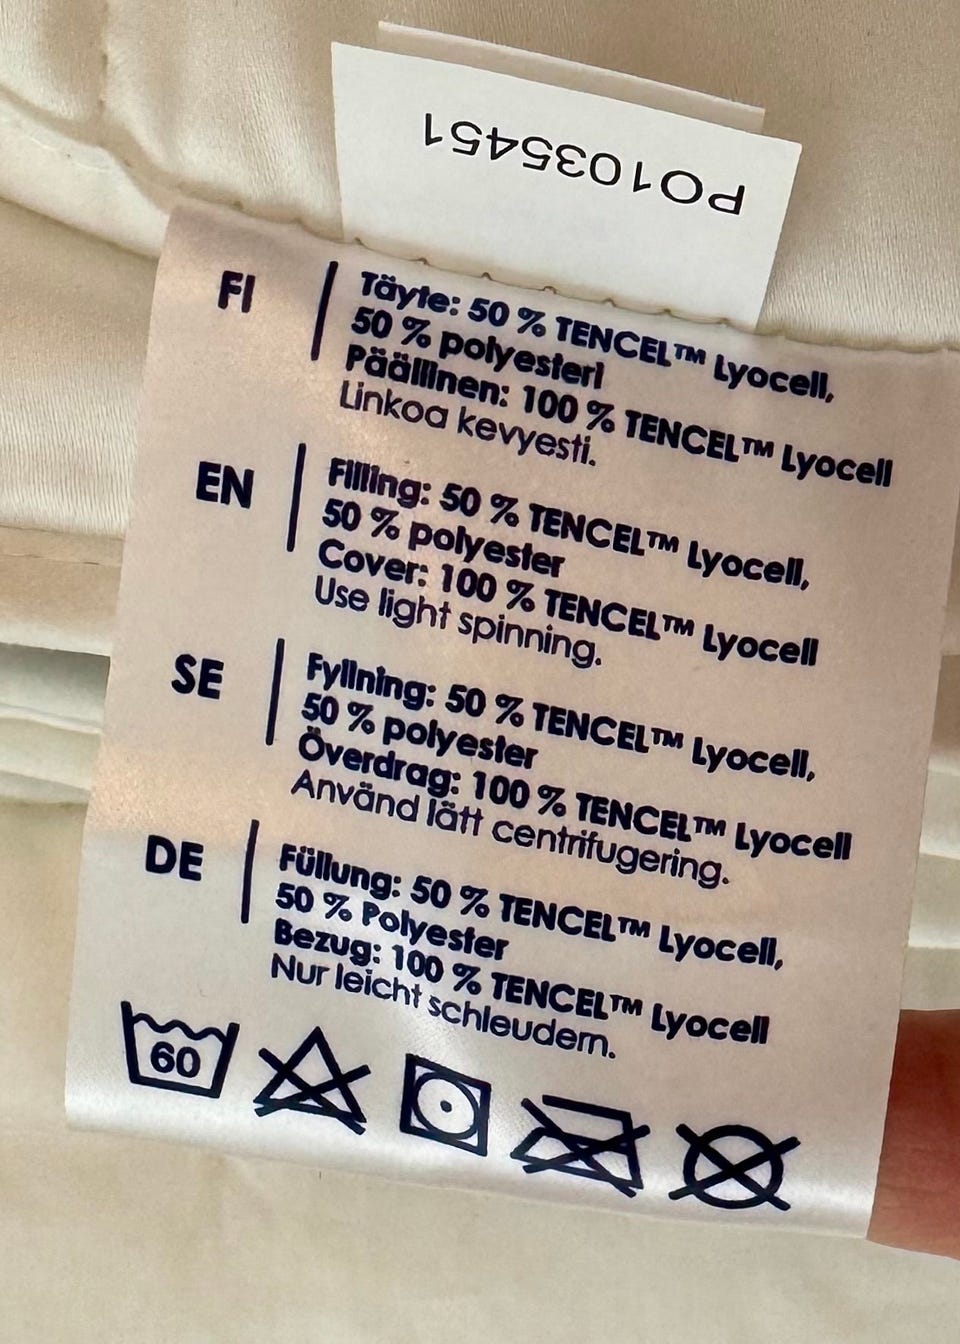 PO1035451
FI
Täyte: 50 % TENCEL™ Lyocell,
50 % polyesteri
Päällinen: 100 % TENCEL™ Lyocell
Linkoa kevyesti.
EN
Filling: 50 % TENCEL™ Lyocell,
50 % polyester
Cover: 100 % TENCEL™ Lyocell
Use light spinning.
SE
Fyllning: 50 % TENCEL™ Lyocell,
50 % polyester
Överdrag: 100 % TENCEL™ Lyocell
Använd lätt centrifugering.
DE
Füllung: 50 % TENCEL™ Lyocell,
50 % Polyester
Bezug: 100 % TENCEL™ Lyocell
Nur leicht schleudern.
60